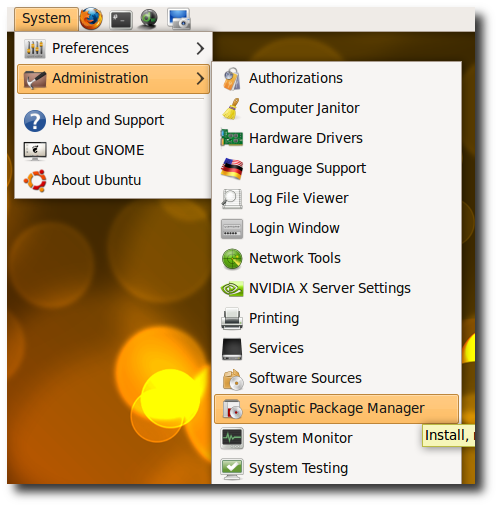 System
Preferences
Administration
Help and Support
About GNOME
About Ubuntu
Authorizations
Computer Janitor
Hardware Drivers
Language Support
Log File Viewer
Login Window
Network Tools
NVIDIA X Server Settings
Printing
Services
Software Sources
Synaptic Package Manager
Install,
System Monitor
System Testing